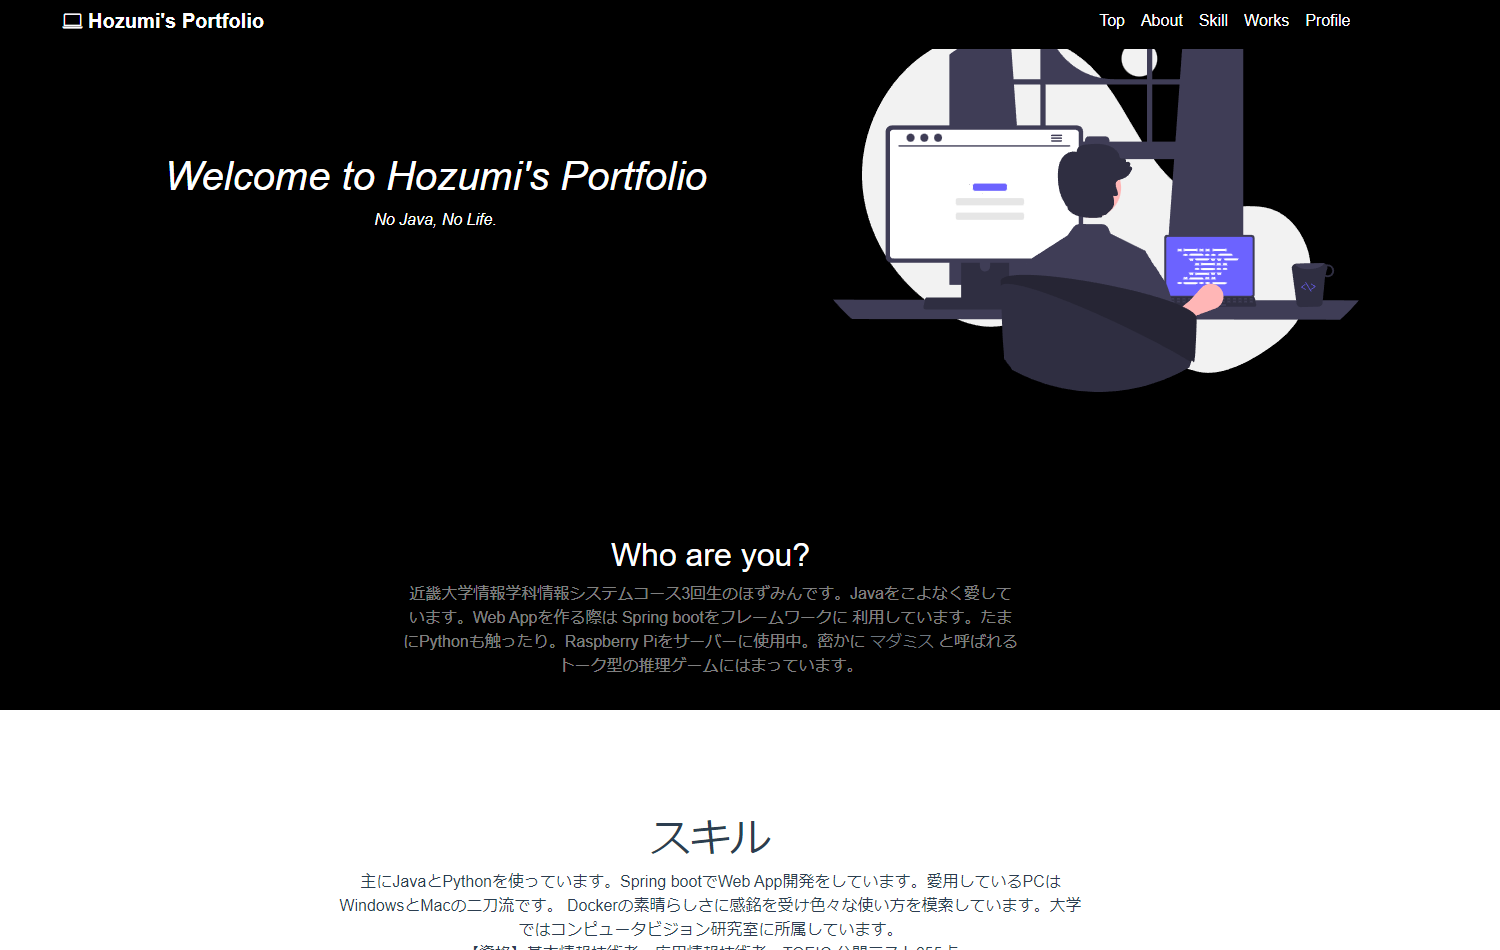 Hozumi's Portfolio
Top About Skill Works Profile
Welcome to Hozumi's Portfolio
No Java, No Life.
Who are you?
近畿大学情報学科情報システムコース3回生のほずみんです。Javaをこよなく愛して
います。Web Appを作る際は Spring bootをフレームワークに 利用しています。たま
にPythonも触ったり。Raspberry Piをサーバーに使用中。密かに マダミス と呼ばれる
トーク型の推理ゲームにはまっています。
スキル
主にJavaとPythonを使っています。Spring bootでWeb App開発をしています。愛用しているPCは
WindowsとMacの二刀流です。 Dockerの素晴らしさに感銘を受け色々な使い方を模索しています。大学
ではコンピュータビジョン研究室に所属しています。